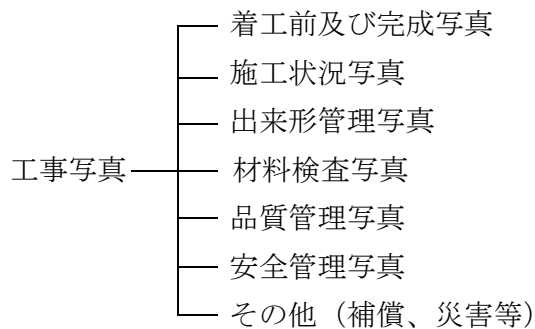 着工前及び完成写真
施工状況写真
出来形管理写真
工事写真
材料検査写真
品質管理写真
安全管理写真
その他（補償、災害等）